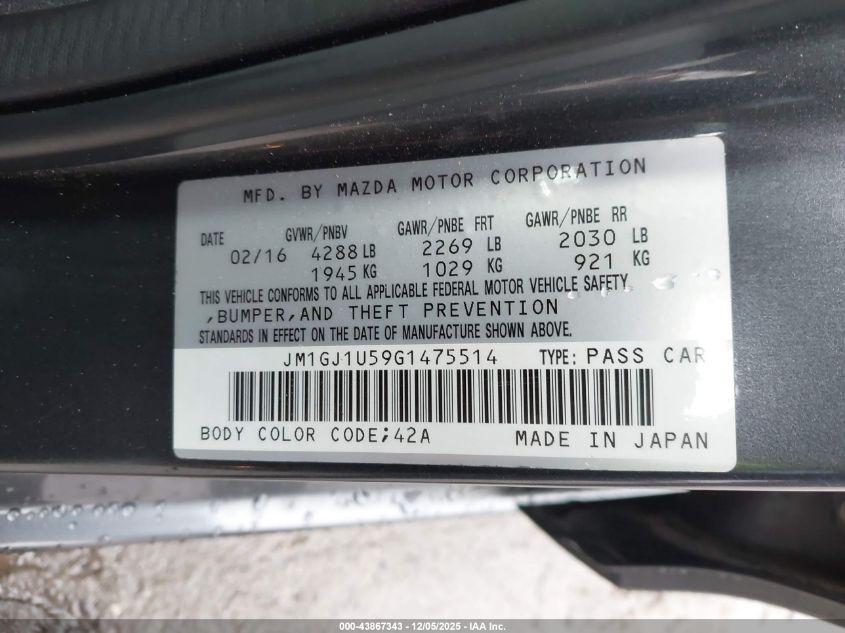 MFD. BY MAZDA MOTOR CORPORATION
DATE GVWR/PNBV GAWR/PNBE FRT GAWR/PNBE RR
02/16 4288 LB 2269 LB 2030 LB
1945 KG 1029 KG 921 KG
THIS VEHICLE CONFORMS TO ALL APPLICABLE FEDERAL MOTOR VEHICLE SAFETY
,BUMPER,AND THEFT PREVENTION
STANDARDS IN EFFECT ON THE DATE OF MANUFACTURE SHOWN ABOVE.
JM1GJ1U59G1475514 TYPE: PASS CAR
BODY COLOR CODE;42A MADE IN JAPAN
000-43867343 - 12/05/2025 - IAA Inc.